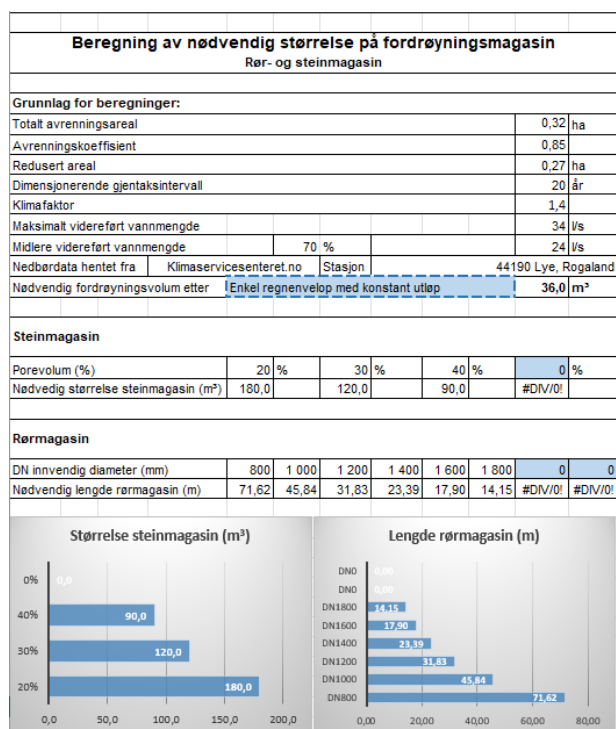 Beregning av nødvendig størrelse på fordrøyningsmagasin
Rør- og steinmagasin
Grunnlag for beregninger:
Totalt avrenningsareal 0,32 ha
Avrenningskoeffisient 0,85
Redusert areal 0,27 ha
Dimensjonerende gjentaksintervall 20 år
Klimafaktor 1,4
Maksimalt videreført vannmengde 34 l/s
Midlere videreført vannmengde 70 % 24 l/s
Nedbørdata hentet fra Klimaservicesenteret.no Stasjon 44190 Lye, Rogaland
Nødvendig fordrøyningsvolum etter Enkel regnenvelop med konstant utløp 36,0 m³
Steinmagasin
Porevolum (%) 20 % 30 % 40 % 0 %
Nødvedig størrelse steinmagasin (m³) 180,0 120,0 90,0 #DIV/0!
Rørmagasin
DN innvendig diameter (mm) 800 1 000 1 200 1 400 1 600 1 800 0 0
Nødvendig lengde rørmagasin (m) 71,62 45,84 31,83 23,39 17,90 14,15 #DIV/0! #DIV/0!
Størrelse steinmagasin (m³)
0% 0,0
40% 90,0
30% 120,0
20% 180,0
0,0 50,0 100,0 150,0 200,0
Lengde rørmagasin (m)
DN0 0,00
DN0 0,00
DN1800 14,15
DN1600 17,90
DN1400 23,39
DN1200 31,83
DN1000 45,84
DN800 71,62
0,00 20,00 40,00 60,00 80,00